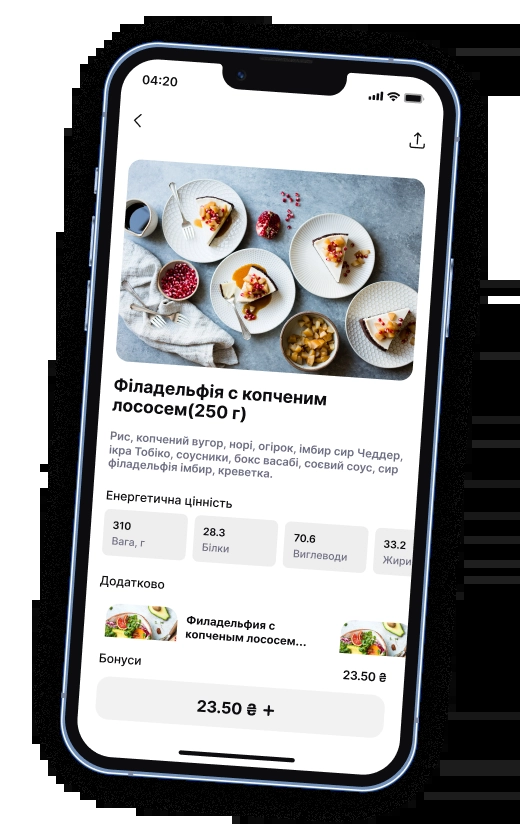 04:20
Філадельфія с копченим
лососем(250 г)
Рис, копчений вугор, норі, огірок, імбир сир Чеддер,
ікра Тобіко, соусники, бокс васабі, соєвий соус, сир
філадельфія імбир, креветка.
Енергетична цінність
310
Вага, г
28.3
Білки
70.6
Виглеводи
33.2
Жири
Додатково
Филадельфия с
копченым лососем...
Бонуси
23.50 ₴
23.50 ₴ +